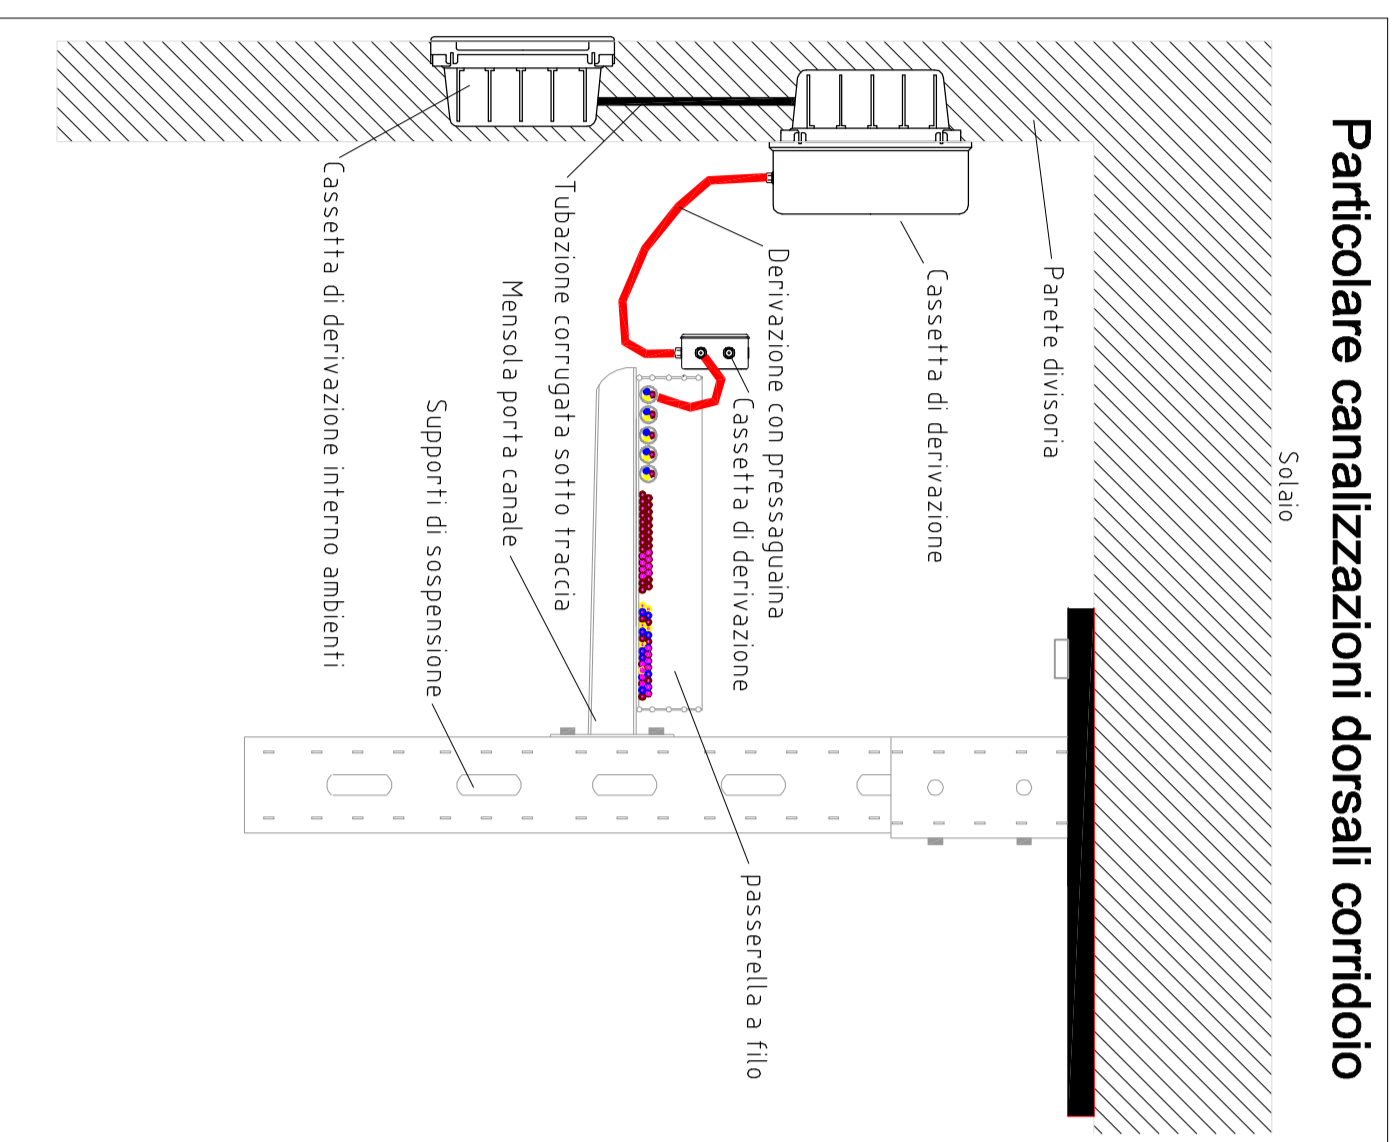 Particolare canalizzazioni dorsali corridoio
Solaio
Parete divisoria
Cassetta di derivazione
Derivazione con pressaguaina
Cassetta di derivazione
passerella a filo
Tubazione corrugata sotto traccia
Mensola porta canale
Supporti di sospensione
Cassetta di derivazione interno ambienti